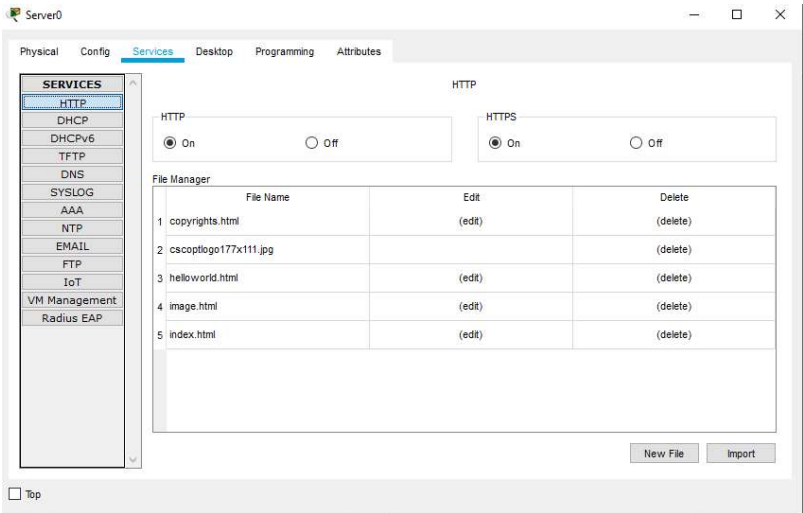 Server0
Physical Config Services Desktop Programming Attributes
SERVICES
HTTP
DHCP
DHCPv6
TFTP
DNS
SYSLOG
AAA
NTP
EMAIL
FTP
IoT
VM Management
Radius EAP
HTTP
HTTP
On Off
HTTPS
On Off
File Manager
File Name Edit Delete
1 copyrights.html (edit) (delete)
2 cscoptlogo177x111.jpg (delete)
3 helloworld.html (edit) (delete)
4 image.html (edit) (delete)
5 index.html (edit) (delete)
New File Import
Top